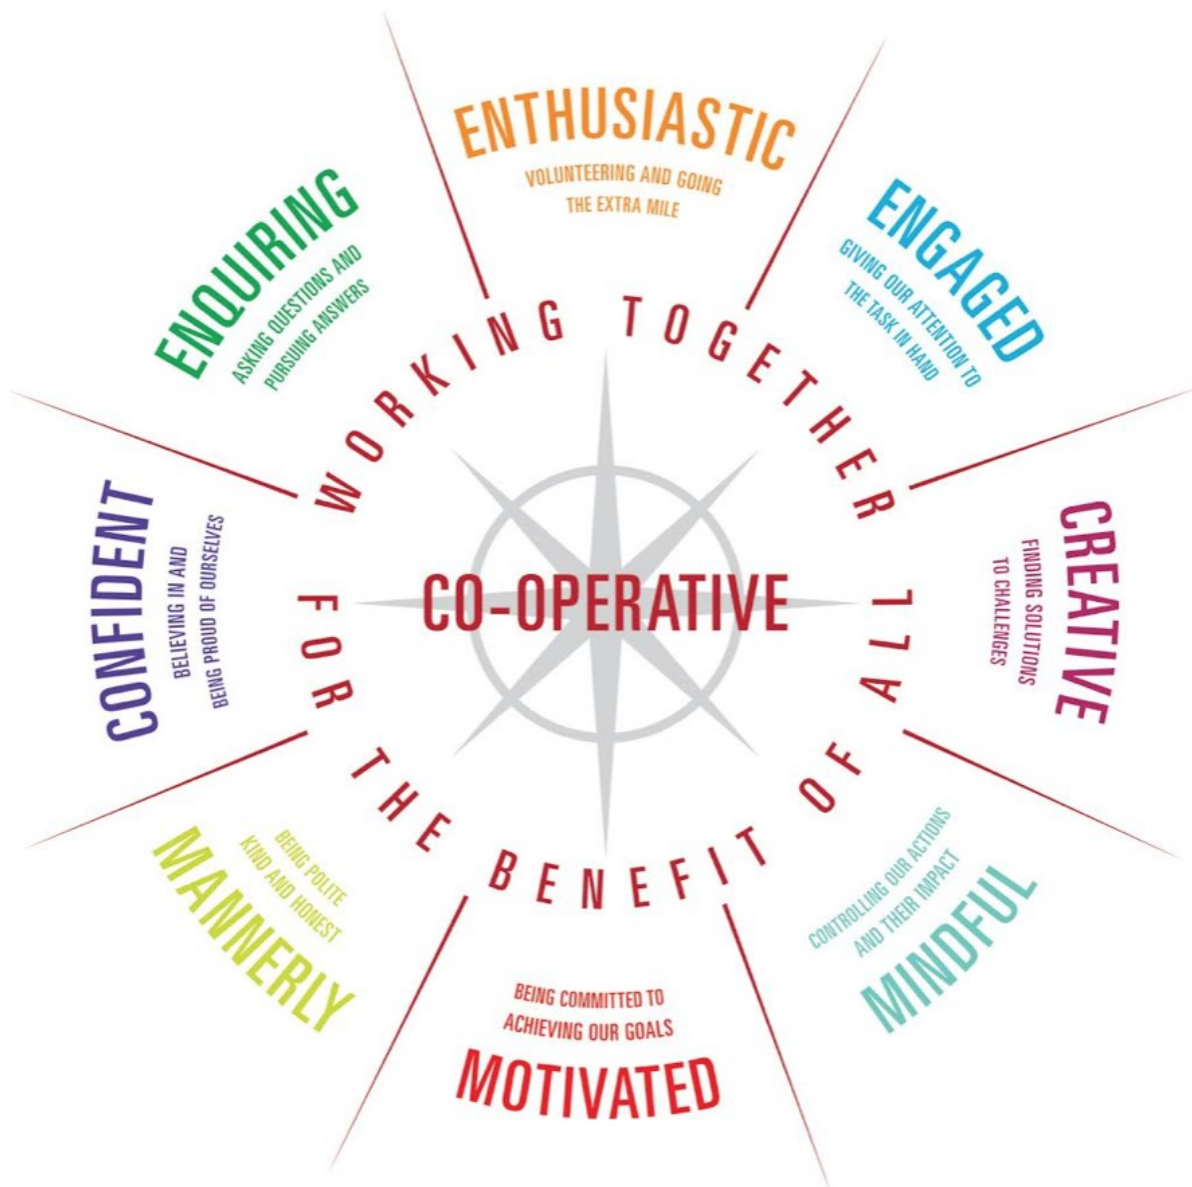 ENTHUSIASTIC
VOLUNTEERING AND GOING
THE EXTRA MILE
ENGAGED
GIVING OUR ATTENTION TO
THE TASK IN HAND
CREATIVE
FINDING SOLUTIONS
TO CHALLENGES
CONTROLLING OUR ACTIONS
AND THEIR IMPACT
MINDFUL
BEING COMMITTED TO
ACHIEVING OUR GOALS
MOTIVATED
BEING POLITE
KIND AND HONEST
MANNERLY
CONFIDENT
BELIEVING IN AND
BEING PROUD OF OURSELVES
ENQUIRING
ASKING QUESTIONS AND
PURSUING ANSWERS
WORKING TOGETHER
FOR THE BENEFIT OF ALL
CO-OPERATIVE